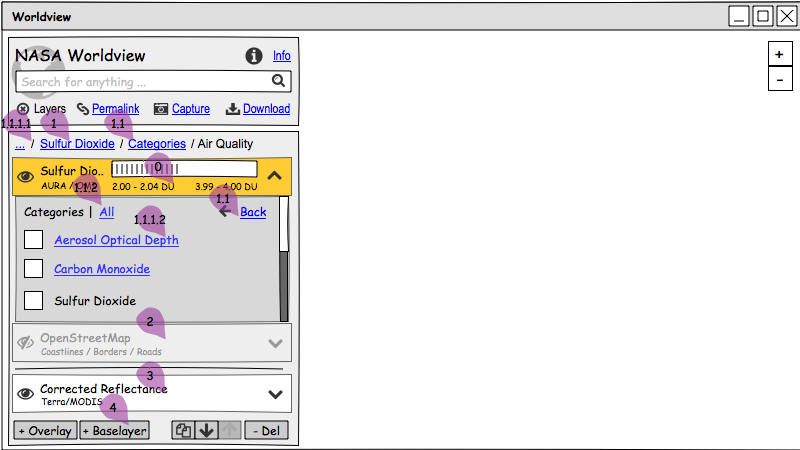 Worldview
NASA Worldview
Info
Search for anything ...
Layers Permalink Capture Download
1,1,1,1 1 1,1
... / Sulfur Dioxide / Categories / Air Quality
0
Sulfur Dio..
AURA / OMI 2.00 - 2.04 DU 3.99 - 4.00 DU
1,1,2
1,1
Categories | All Back
1,1,1,2
Aerosol Optical Depth
Carbon Monoxide
Sulfur Dioxide
2
OpenStreetMap
Coastlines / Borders / Roads
3
Corrected Reflectance
Terra/MODIS
4
+ Overlay + Baselayer - Del
+
-